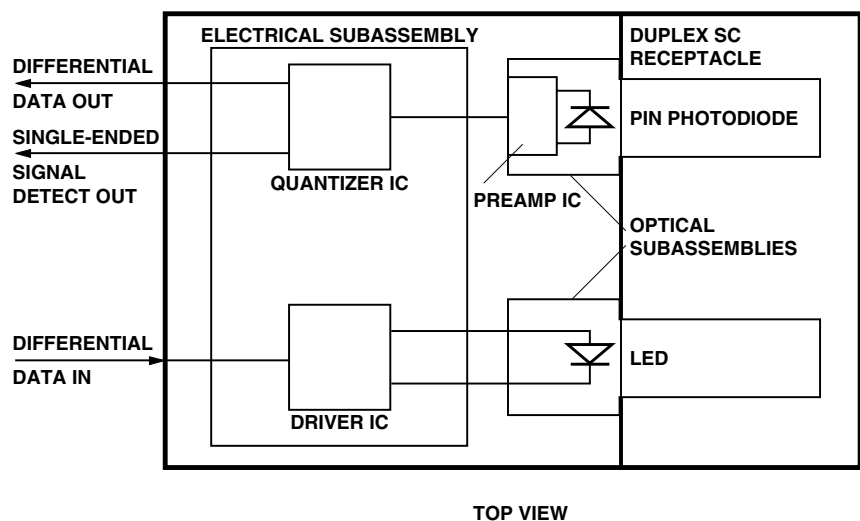 ELECTRICAL SUBASSEMBLY
DUPLEX SC
RECEPTACLE
DIFFERENTIAL
DATA OUT
SINGLE-ENDED
SIGNAL
DETECT OUT
QUANTIZER IC
PREAMP IC
PIN PHOTODIODE
OPTICAL
SUBASSEMBLIES
DIFFERENTIAL
DATA IN
DRIVER IC
LED
TOP VIEW